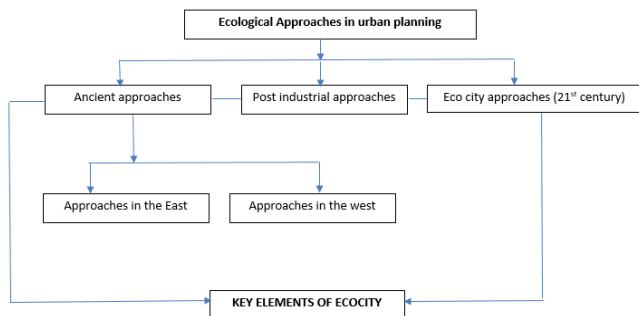 Ecological Approaches in urban planning
Ancient approaches
Post industrial approaches
Eco city approaches (21st century)
Approaches in the East
Approaches in the west
KEY ELEMENTS OF ECOCITY